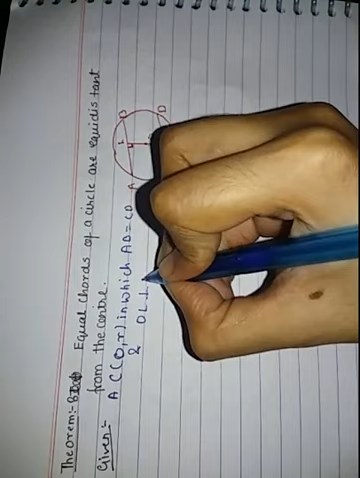 Theorem:- Equal chords of a circle are equidistant
from the centre.
Given:- A C(O,r) in which AB = CD
& OL ⊥
A
B
D
L